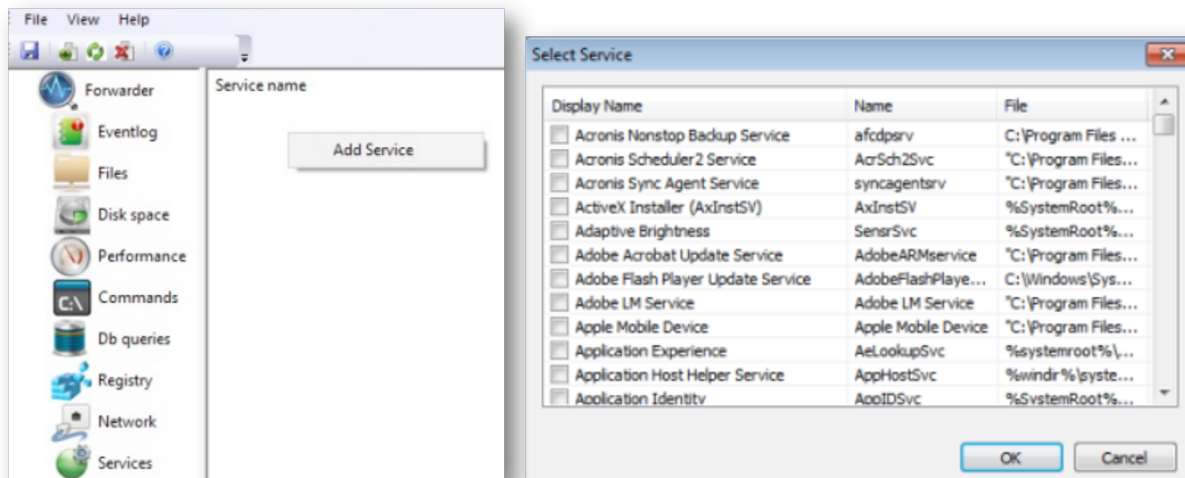 File View Help
Forwarder
Eventlog
Files
Disk space
Performance
C:\
Commands
Db queries
Registry
Network
Services
Service name
Add Service
Select Service
Display Name Name File
Acronis Nonstop Backup Service afcdpsrv C:\Program Files ...
Acronis Scheduler2 Service AcrSch2Svc "C:\Program Files...
Acronis Sync Agent Service syncagentsrv "C:\Program Files...
ActiveX Installer (AxInstSV) AxInstSV %SystemRoot%...
Adaptive Brightness SensrSvc %SystemRoot%...
Adobe Acrobat Update Service AdobeARMservice "C:\Program Files...
Adobe Flash Player Update Service AdobeFlashPlaye... C:\Windows\Sys...
Adobe LM Service Adobe LM Service "C:\Program Files...
Apple Mobile Device Apple Mobile Device "C:\Program Files...
Application Experience AeLookupSvc %systemroot%\...
Application Host Helper Service AppHostSvc %windir%\syste...
Application Identity AppIDSvc %SystemRoot%...
OK Cancel